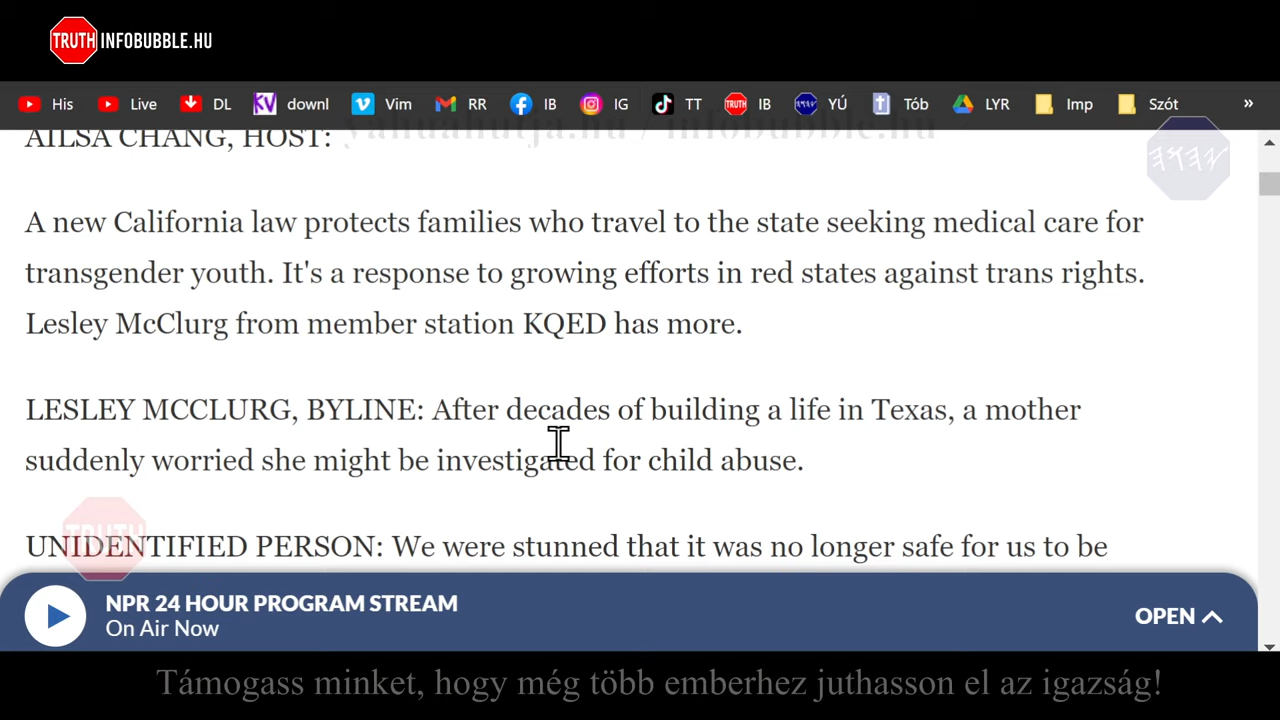 TRUTH INFOBUBBLE.HU
His Live DL downl Vim RR IB IG TT IB YÚ Tób LYR Imp Szót »
AILSA CHANG, HOST:
yahuahutja.hu / infobubble.hu
A new California law protects families who travel to the state seeking medical care for
transgender youth. It's a response to growing efforts in red states against trans rights.
Lesley McClurg from member station KQED has more.
LESLEY MCCLURG, BYLINE: After decades of building a life in Texas, a mother
suddenly worried she might be investigated for child abuse.
TRUTH
UNIDENTIFIED PERSON: We were stunned that it was no longer safe for us to be
NPR 24 HOUR PROGRAM STREAM
On Air Now
OPEN
Támogass minket, hogy még több emberhez juthasson el az igazság!